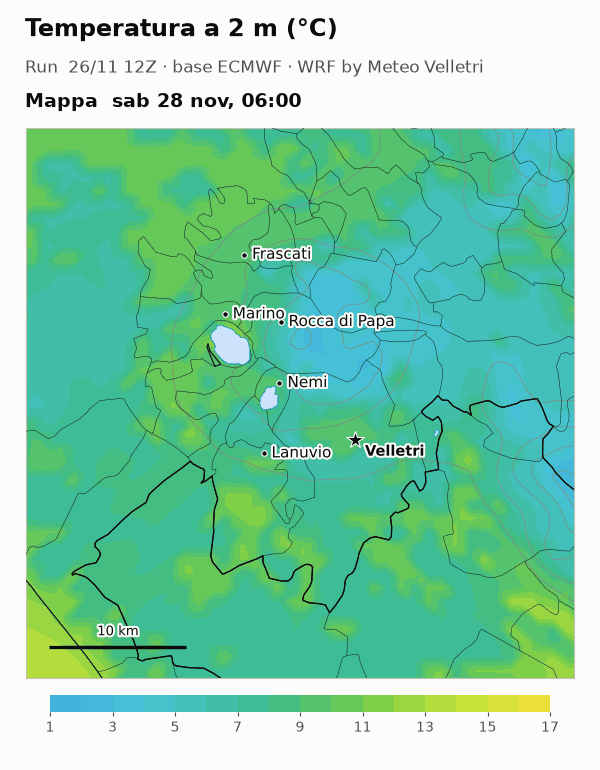 Temperatura a 2 m (°C)
Run  26/11 12Z · base ECMWF · WRF by Meteo Velletri
Mappa  sab 28 nov, 06:00
Frascati
Marino
Rocca di Papa
Nemi
Velletri
Lanuvio
10 km
1 3 5 7 9 11 13 15 17